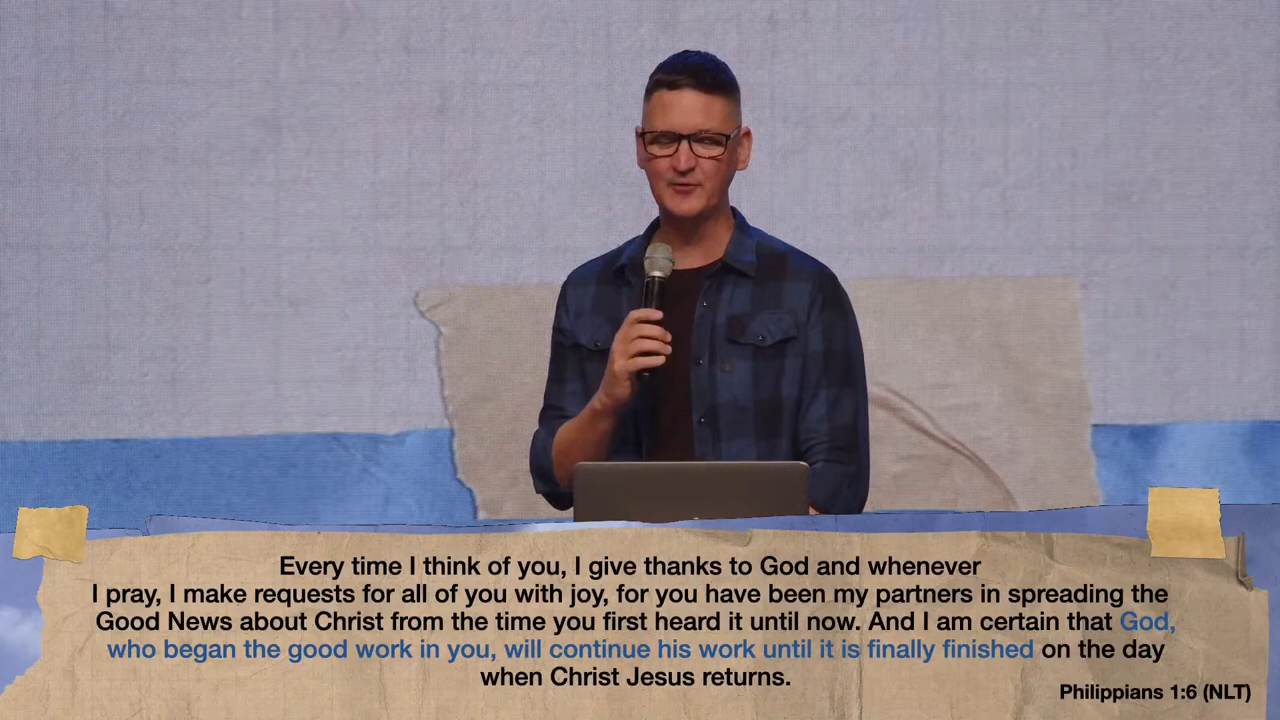 Every time I think of you, I give thanks to God and whenever
I pray, I make requests for all of you with joy, for you have been my partners in spreading the
Good News about Christ from the time you first heard it until now. And I am certain that God,
who began the good work in you, will continue his work until it is finally finished on the day
when Christ Jesus returns.
Philippians 1:6 (NLT)